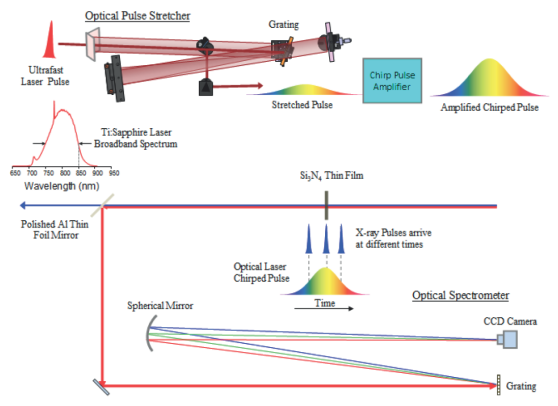 Optical Pulse Stretcher
Grating
Ultrafast
Laser Pulse
Stretched Pulse
Chirp Pulse
Amplifier
Amplified Chirped Pulse
Ti:Sapphire Laser
Broadband Spectrum
650 700 750 800 850 900 950
Wavelength (nm)
Si3N4 Thin Film
Polished Al Thin
Foil Mirror
X-ray Pulses arrive
at different times
Optical Laser
Chirped Pulse
Time
Optical Spectrometer
Spherical Mirror
CCD Camera
Grating